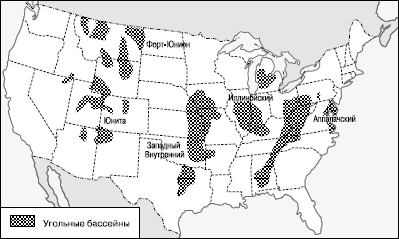 Форт-Юнион
Иллинойский
Юнита
Аппалачский
Западный
Внутренний
Угольные бассейны